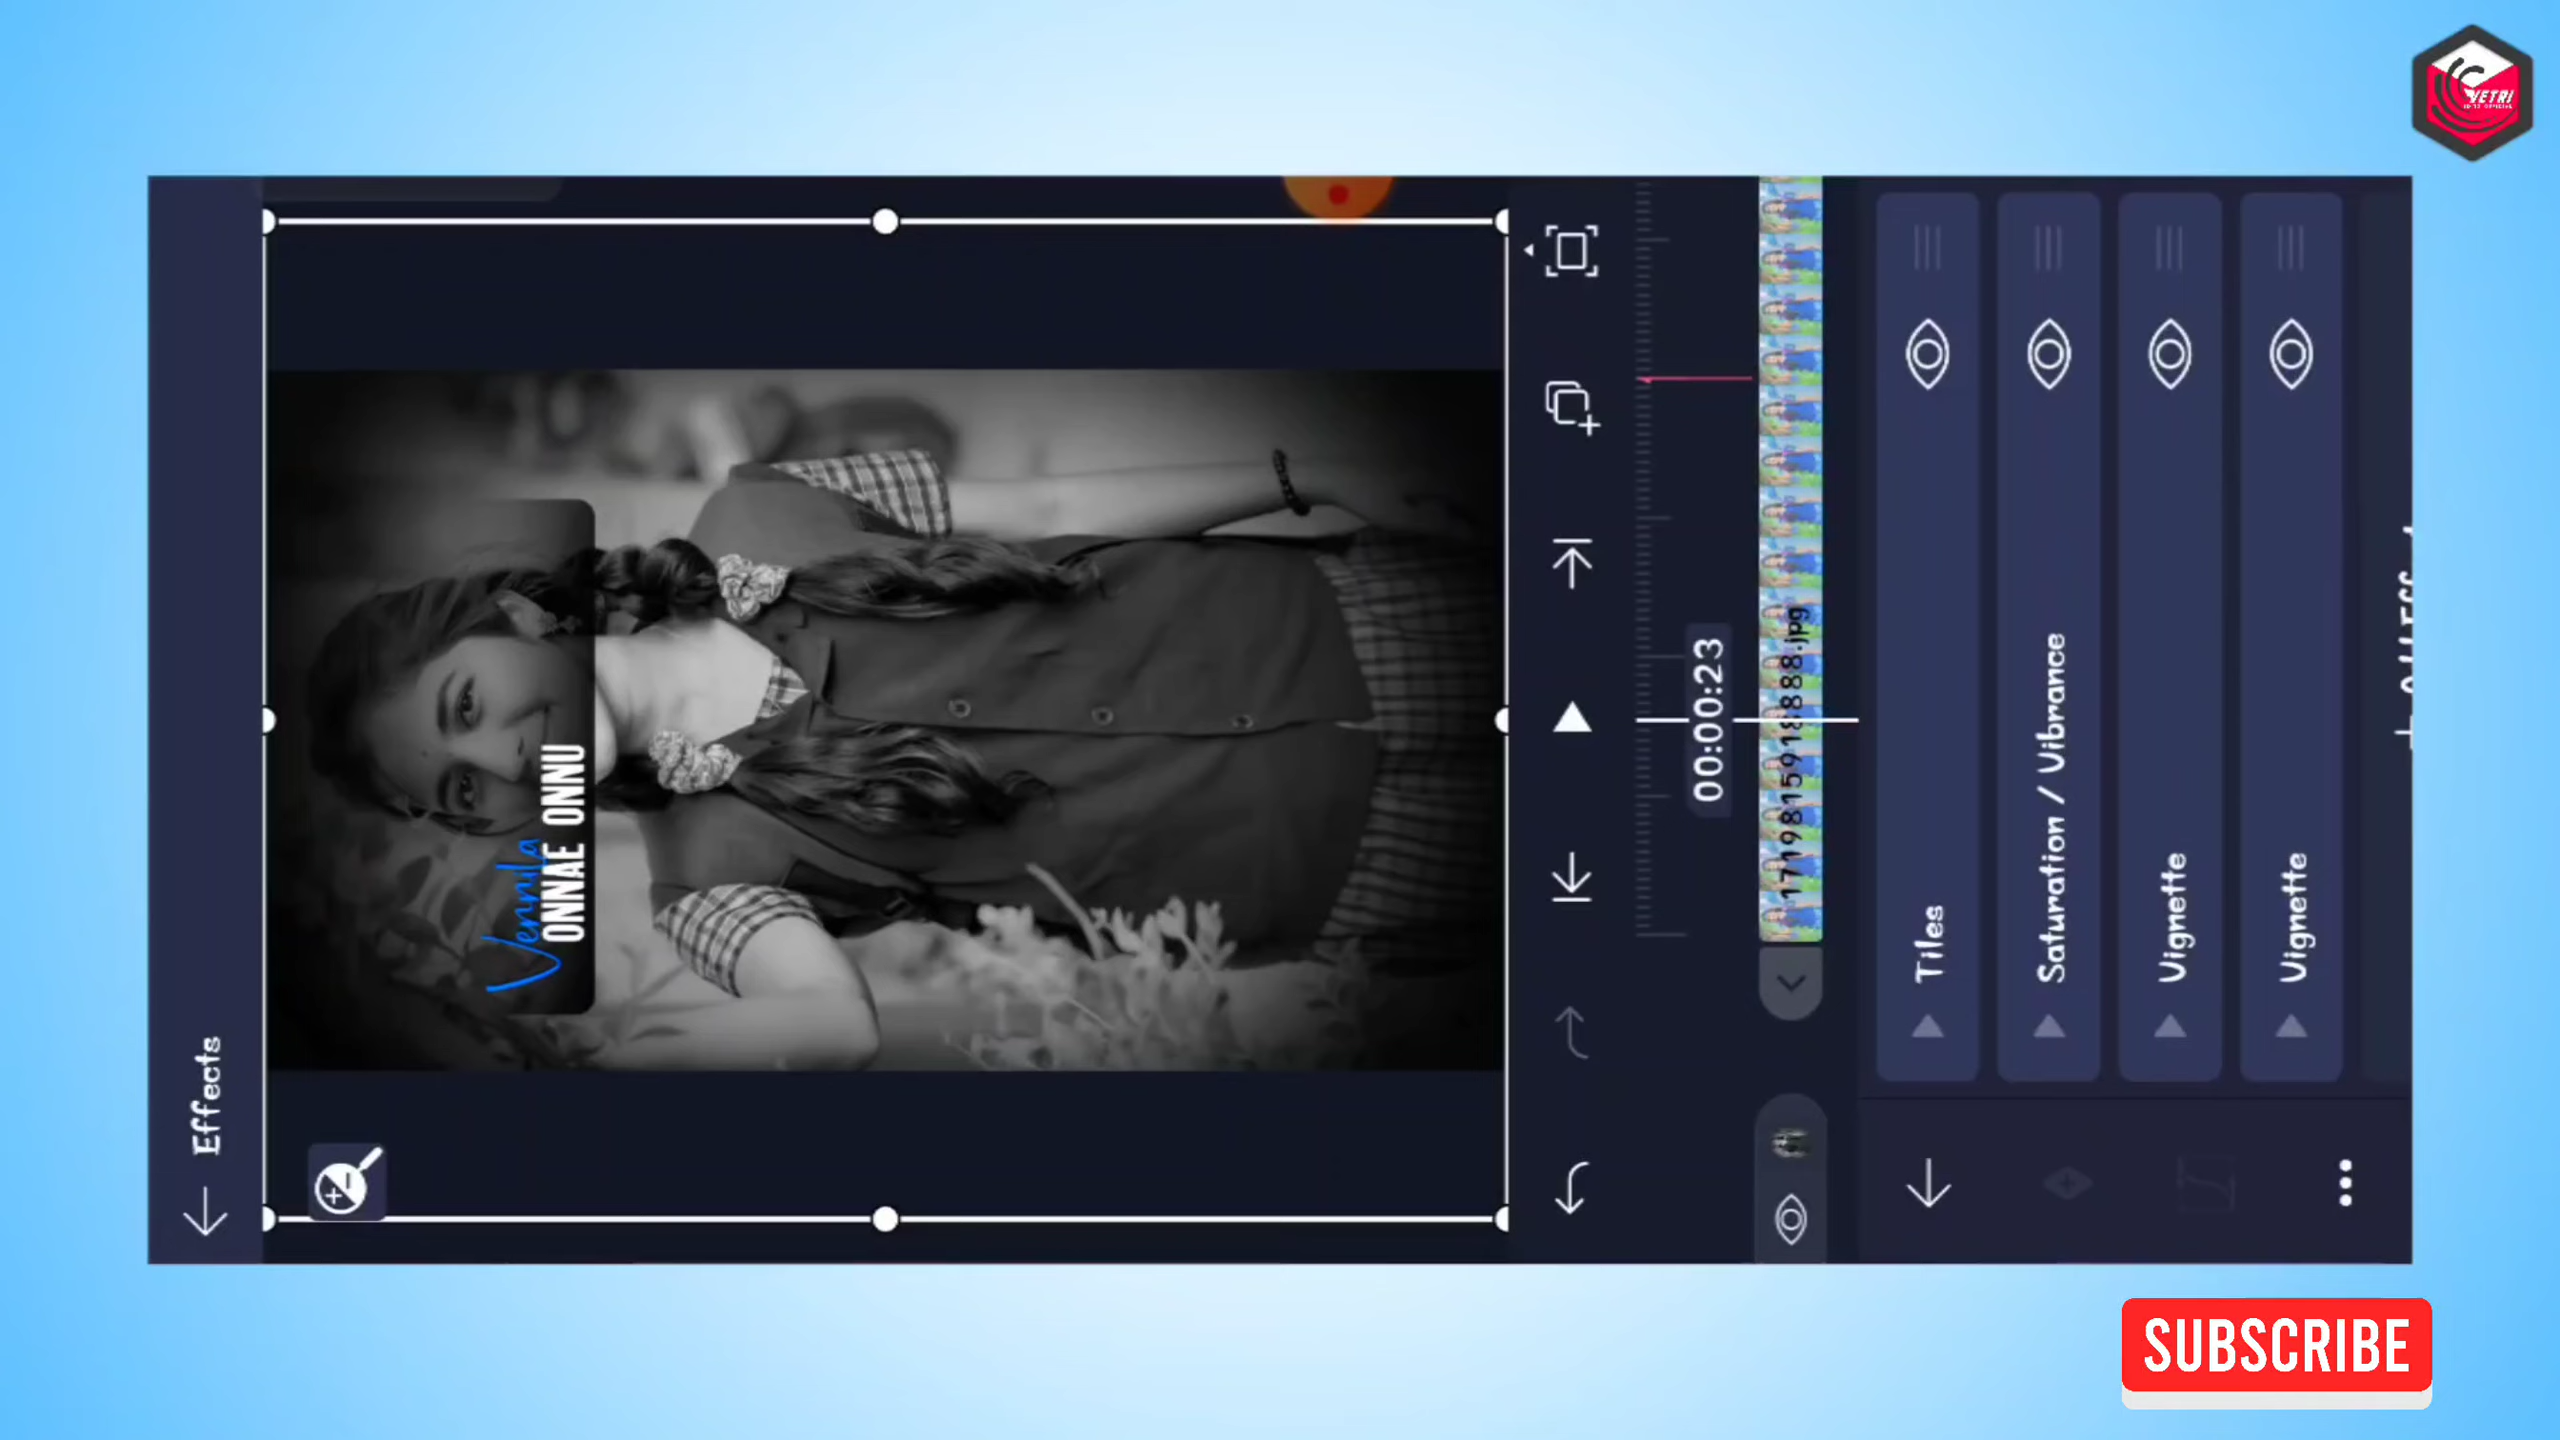 VETRI
Effects
Vennila
ONNAE ONNU
00:00:23
1719815918888.jpg
Tiles
Saturation / Vibrance
Vignette
Vignette
SUBSCRIBE